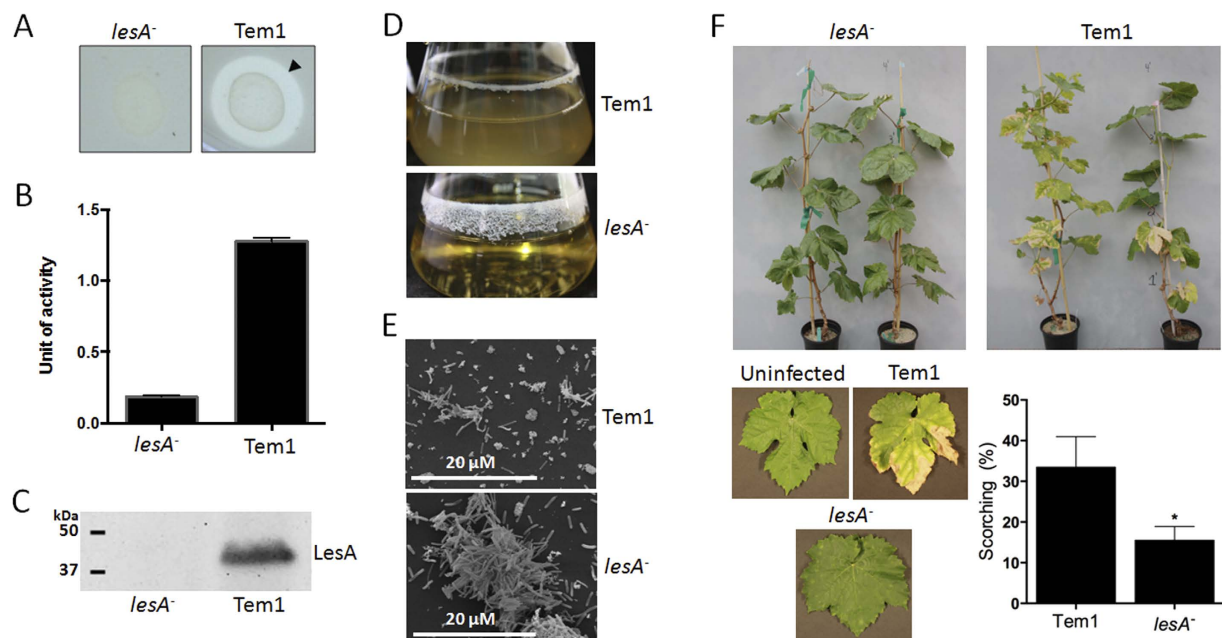 A
lesA-
Tem1
B
Unit of activity
1.5
1.0
0.5
0.0
lesA-
Tem1
C
kDa
50
37
LesA
lesA-
Tem1
D
Tem1
lesA-
E
20 µM
Tem1
20 µM
lesA-
F
lesA-
Tem1
Uninfected
Tem1
lesA-
Scorching (%)
50
40
30
20
10
0
*
Tem1
lesA-